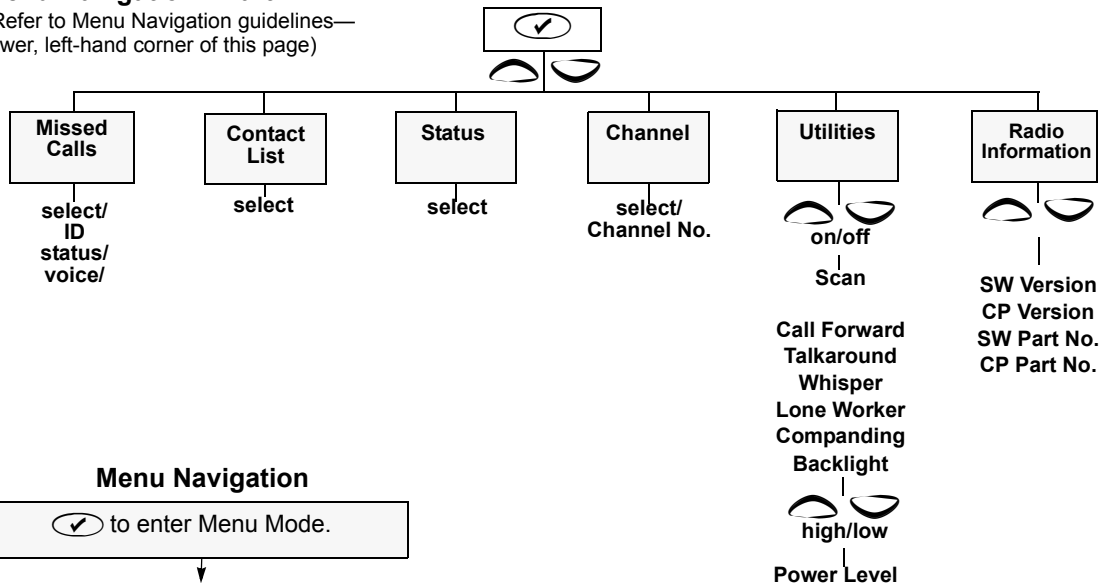 Refer to Menu Navigation guidelines—
wer, left-hand corner of this page)
Missed
Calls
select/
ID
status/
voice/
Contact
List
select
Status
select
Channel
select/
Channel No.
Utilities
on/off
Scan
Call Forward
Talkaround
Whisper
Lone Worker
Companding
Backlight
high/low
Power Level
Radio
Information
SW Version
CP Version
SW Part No.
CP Part No.
Menu Navigation
to enter Menu Mode.